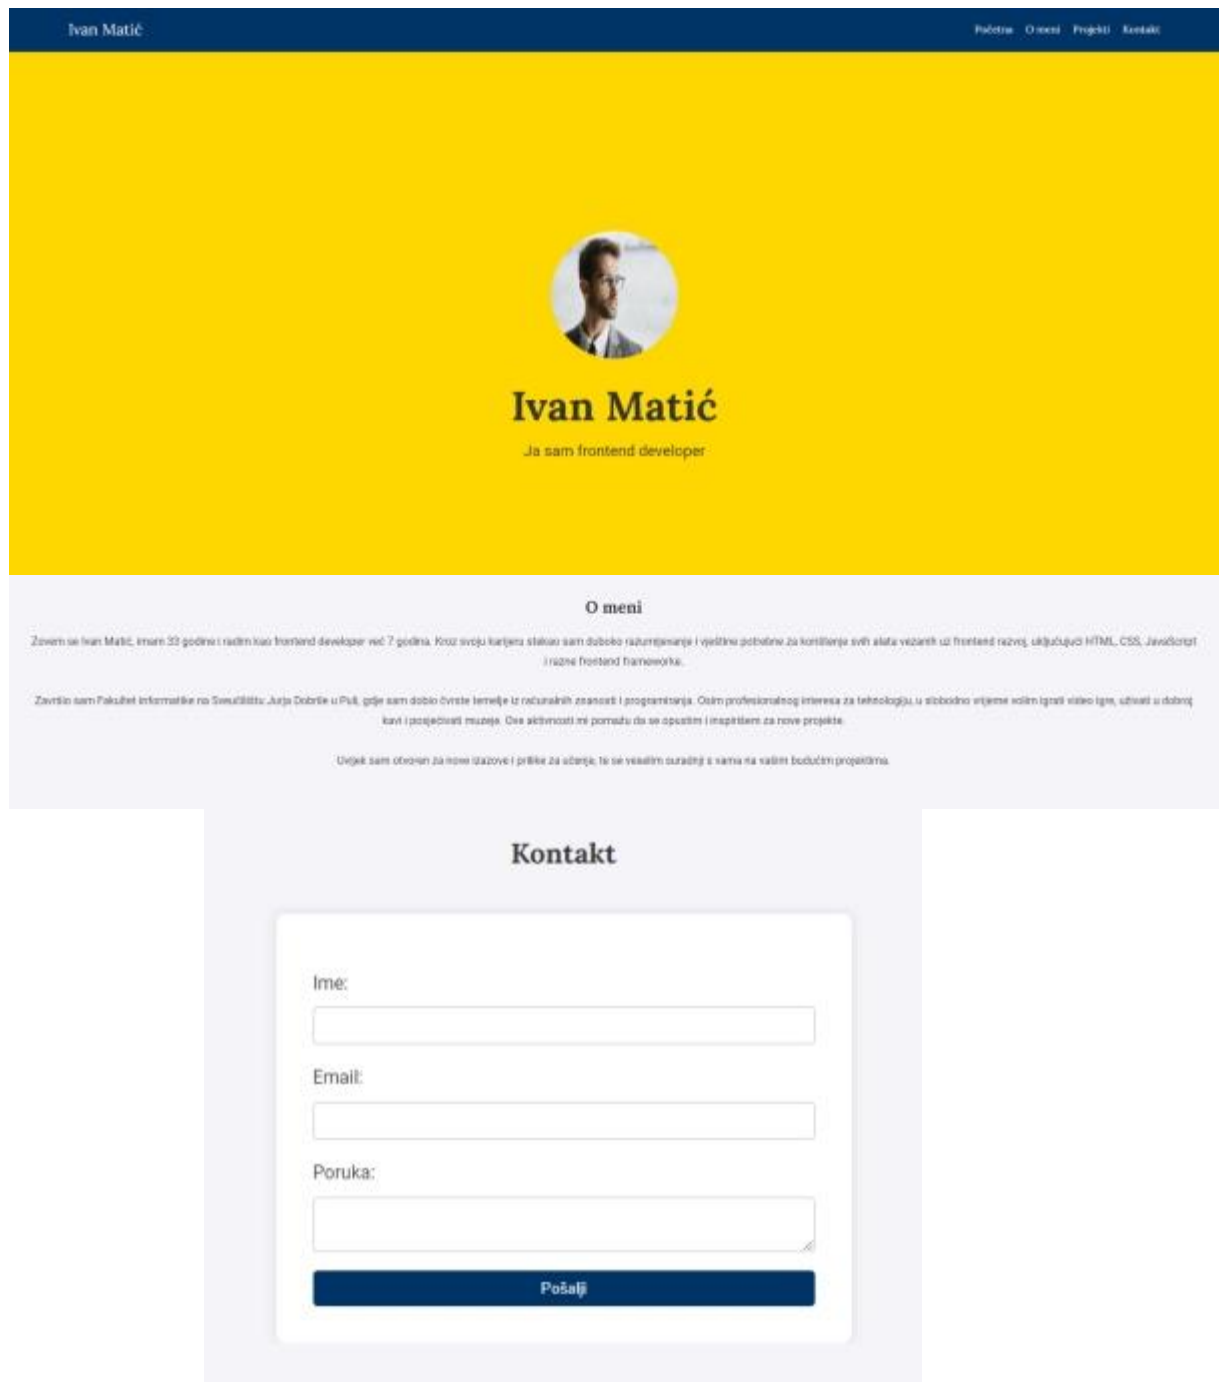 Ivan Matić
Početna O meni Projekti Kontakt
Ivan Matić
Ja sam frontend developer
O meni
Zovem se Ivan Matić, imam 33 godine i radim kao frontend developer već 7 godina. Kroz svoju karijeru stekao sam duboko razumijevanje i vještine potrebne za korištenje svih alata vezanih uz frontend razvoj, uključujući HTML, CSS, JavaScript
i razne frontend frameworke.
Završio sam Fakultet informatike na Sveučilištu Jurja Dobrile u Puli, gdje sam dobio čvrste temelje iz računalnih znanosti i programiranja. Osim profesionalnog interesa za tehnologiju, u slobodno vrijeme volim igrati video igre, uživati u dobroj
kavi i posjećivati muzeje. Ove aktivnosti mi pomažu da se opustim i inspiriram za nove projekte.
Uvijek sam otvoren za nove izazove i prilike za učenje, te se veselim suradnji s vama na vašim budućim projektima.
Kontakt
Ime:
Email:
Poruka:
Pošalji